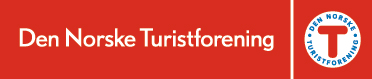 Den Norske Turistforening
DEN NORSKE
T
TURISTFORENING